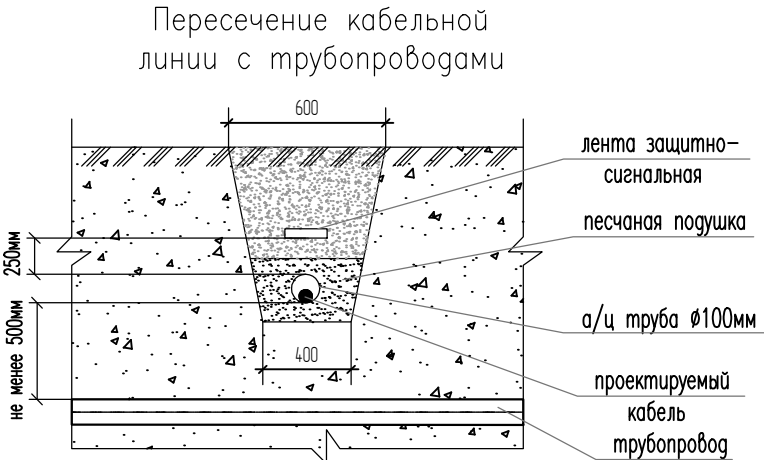 Пересечение кабельной
линии с трубопроводами
600
лента защитно-
сигнальная
песчаная подушка
250мм
не менее 500мм
а/ц труба Ø100мм
400
проектируемый
кабель
трубопровод